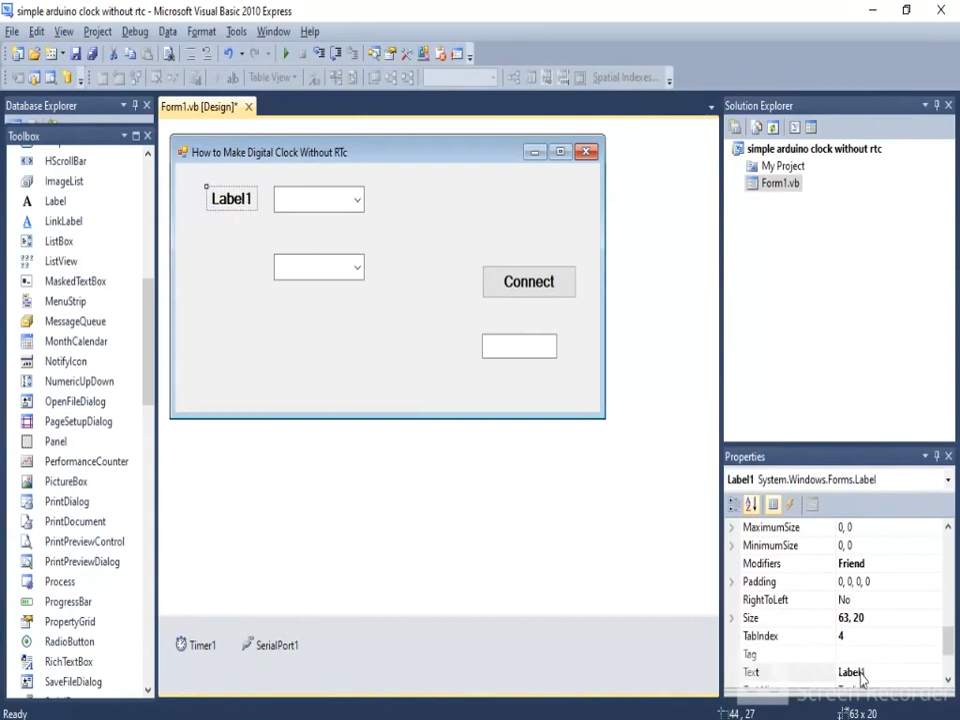 simple arduino clock without rtc - Microsoft Visual Basic 2010 Express
File Edit View Project Debug Data Format Tools Window Help
Table View
Spatial Indexes...
Database Explorer
Form1.vb [Design]*
Solution Explorer
Toolbox
HScrollBar
ImageList
Label
LinkLabel
ListBox
ListView
MaskedTextBox
MenuStrip
MessageQueue
MonthCalendar
NotifyIcon
NumericUpDown
OpenFileDialog
PageSetupDialog
Panel
PerformanceCounter
PictureBox
PrintDialog
PrintDocument
PrintPreviewControl
PrintPreviewDialog
Process
ProgressBar
PropertyGrid
RadioButton
RichTextBox
SaveFileDialog
How to Make Digital Clock Without RTc
Label1
Connect
Timer1
SerialPort1
simple arduino clock without rtc
My Project
Form1.vb
Properties
Label1 System.Windows.Forms.Label
MaximumSize 0, 0
MinimumSize 0, 0
Modifiers Friend
Padding 0, 0, 0, 0
RightToLeft No
Size 63, 20
TabIndex 4
Tag
Text Label1
Screen Recorder
Ready
44 , 27
63 x 20